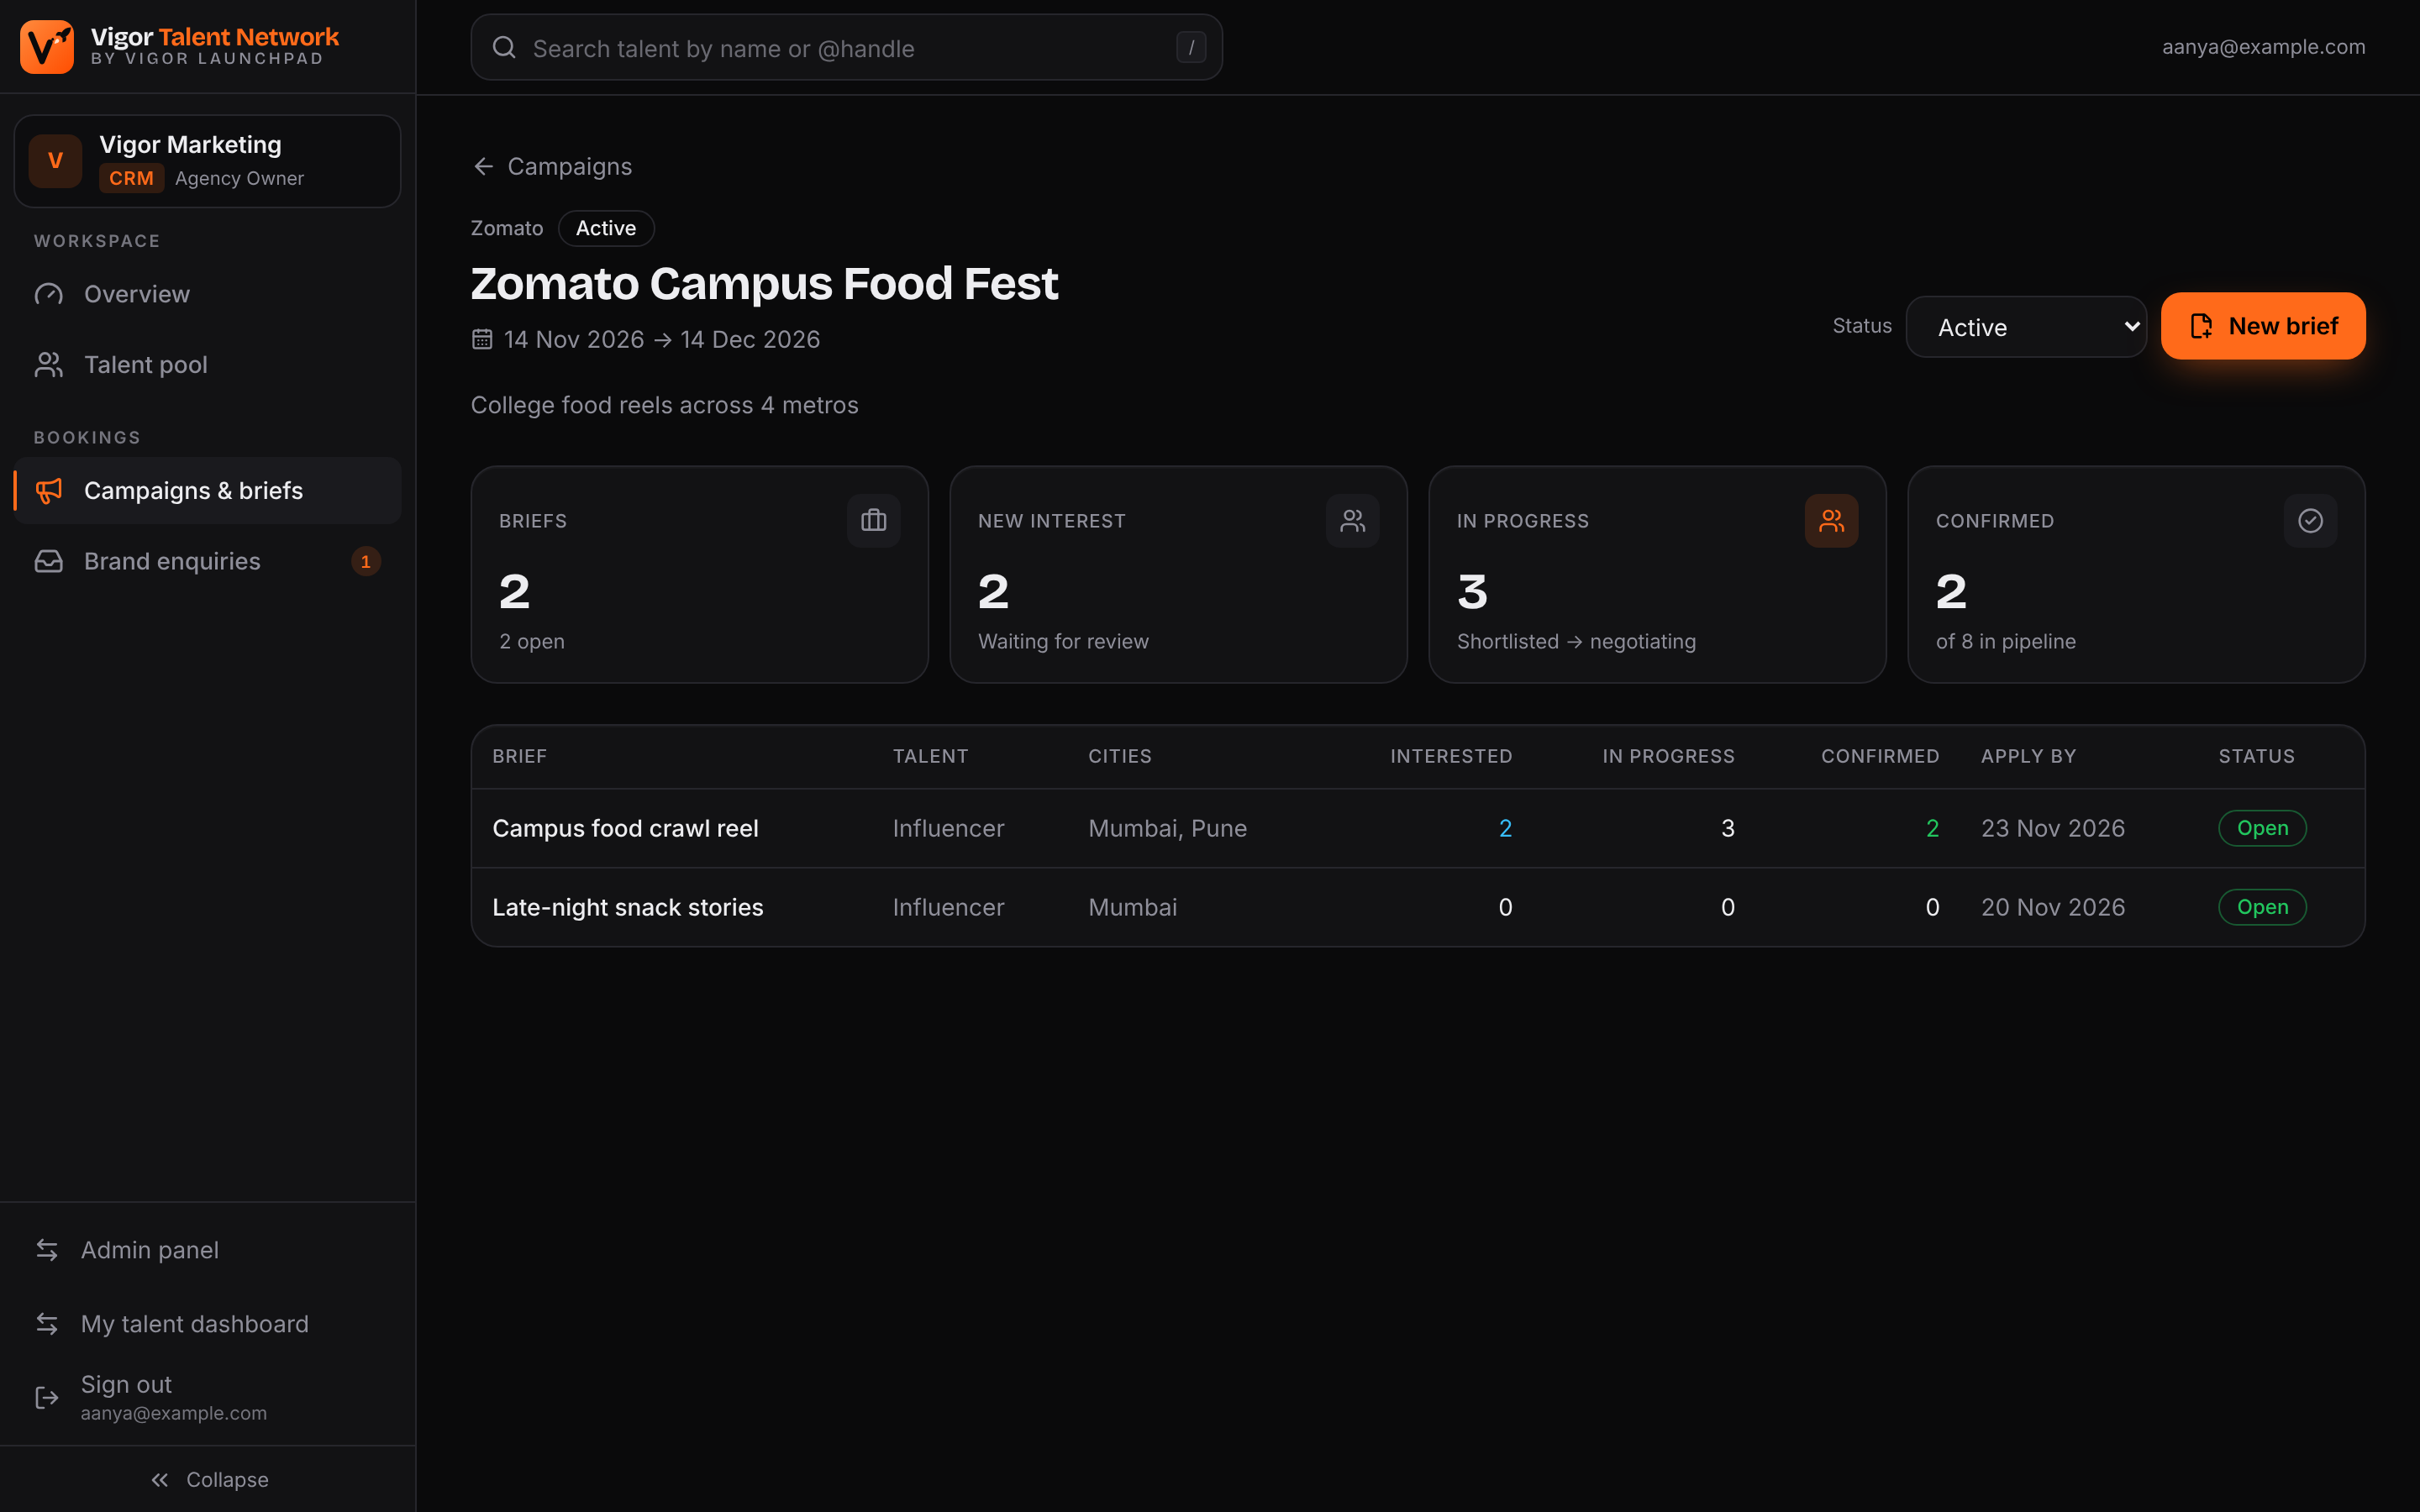 Vigor Talent Network
BY VIGOR LAUNCHPAD
Search talent by name or @handle
/
aanya@example.com
V
Vigor Marketing
CRM Agency Owner
WORKSPACE
Overview
Talent pool
BOOKINGS
Campaigns & briefs
Brand enquiries 1
Admin panel
My talent dashboard
Sign out
aanya@example.com
Collapse
Campaigns
Zomato Active
Zomato Campus Food Fest
14 Nov 2026 → 14 Dec 2026
Status Active New brief
College food reels across 4 metros
BRIEFS
2
2 open
NEW INTEREST
2
Waiting for review
IN PROGRESS
3
Shortlisted → negotiating
CONFIRMED
2
of 8 in pipeline
BRIEF TALENT CITIES INTERESTED IN PROGRESS CONFIRMED APPLY BY STATUS
Campus food crawl reel Influencer Mumbai, Pune 2 3 2 23 Nov 2026 Open
Late-night snack stories Influencer Mumbai 0 0 0 20 Nov 2026 Open